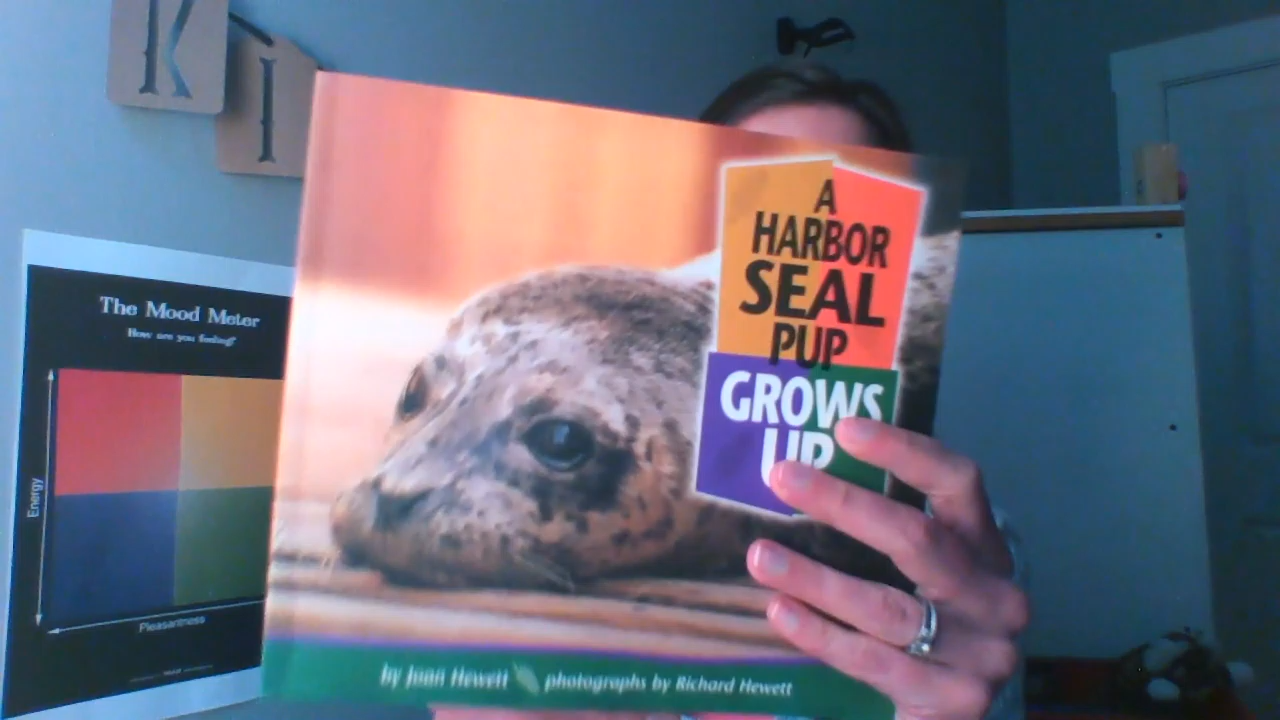 K
I
The Mood Meter
How are you feeling?
Energy
Pleasantness
A
HARBOR
SEAL
PUP
GROWS
UP
by Joan Hewett photographs by Richard Hewett